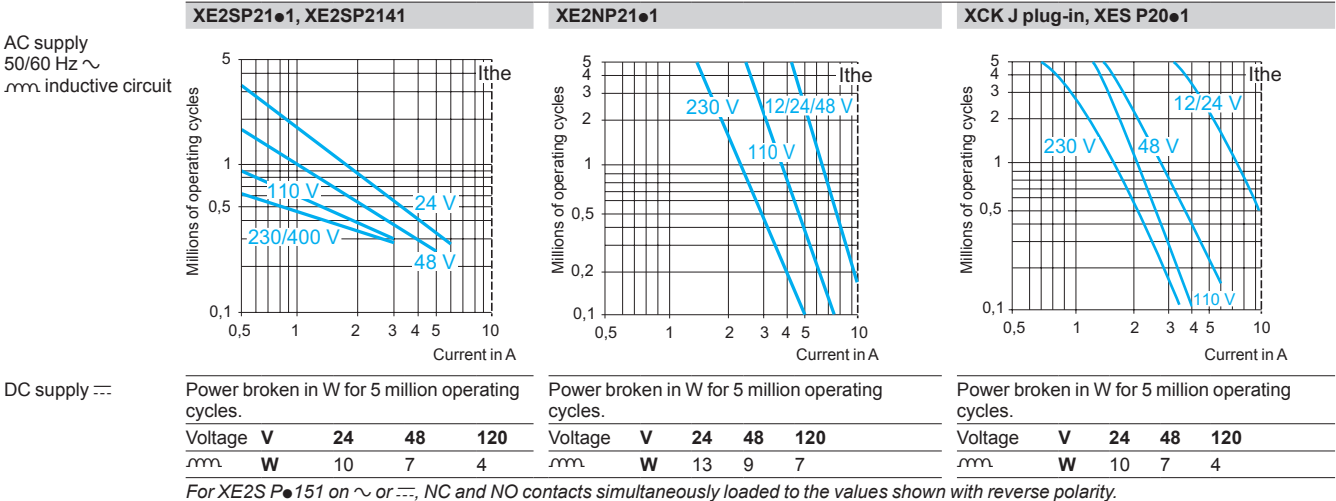 XE2SP21●1, XE2SP2141
XE2NP21●1
XCK J plug-in, XES P20●1
AC supply
50/60 Hz ∿
inductive circuit
Millions of operating cycles
5
1
0,5
0,1
Ithe
110 V
230/400 V
24 V
48 V
0,5 1 2 3 4 5 10
Current in A
Millions of operating cycles
5
4
3
2
1
0,5
0,2
0,1
Ithe
230 V
12/24/48 V
110 V
0,5 1 2 3 4 5 10
Current in A
Millions of operating cycles
5
4
3
2
1
0,5
0,1
Ithe
12/24 V
230 V
48 V
110 V
0,5 1 2 3 4 5 10
Current in A
DC supply ⎓
Power broken in W for 5 million operating
cycles.
Voltage V 24 48 120
W 10 7 4
Power broken in W for 5 million operating
cycles.
Voltage V 24 48 120
W 13 9 7
Power broken in W for 5 million operating
cycles.
Voltage V 24 48 120
W 10 7 4
For XE2S P●151 on ∿ or ⎓, NC and NO contacts simultaneously loaded to the values shown with reverse polarity.